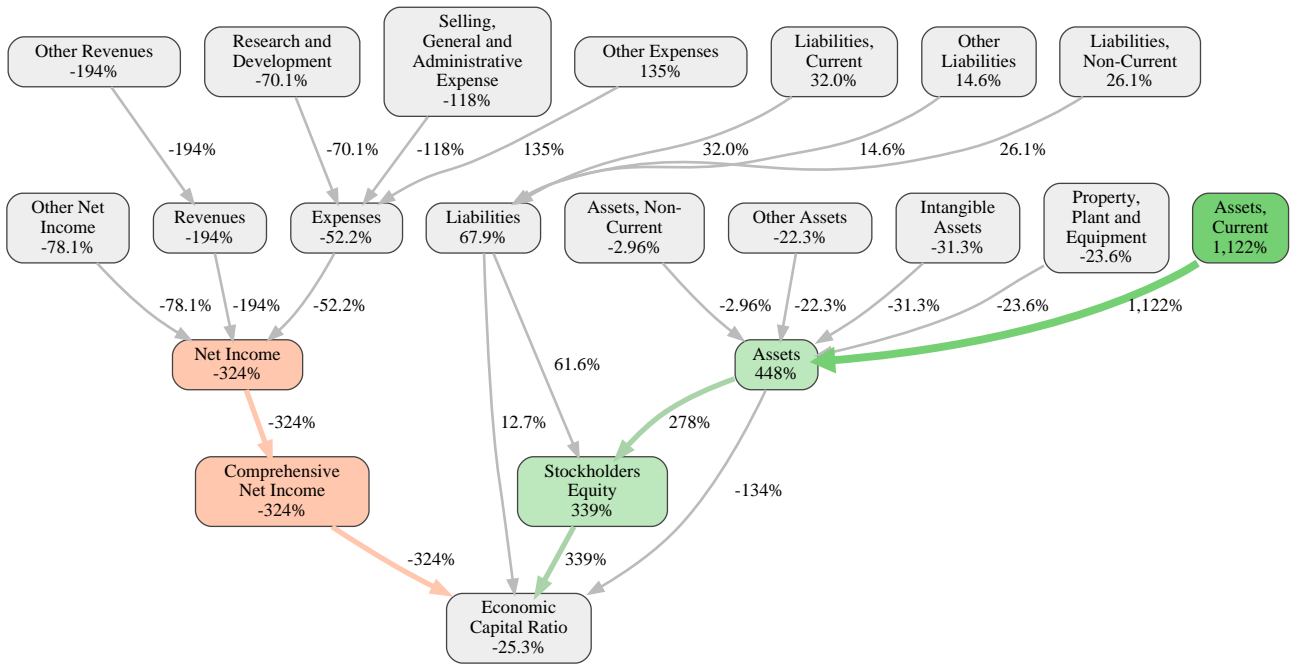 Other Revenues
-194%
Research and
Development
-70.1%
Selling,
General and
Administrative
Expense
-118%
Other Expenses
135%
Liabilities,
Current
32.0%
Other
Liabilities
14.6%
Liabilities,
Non-Current
26.1%
-194%
-70.1%
-118%
135%
32.0%
14.6%
26.1%
Other Net
Income
-78.1%
Revenues
-194%
Expenses
-52.2%
Liabilities
67.9%
Assets, Non-
Current
-2.96%
Other Assets
-22.3%
Intangible
Assets
-31.3%
Property,
Plant and
Equipment
-23.6%
Assets,
Current
1,122%
-78.1%
-194%
-52.2%
-2.96%
-22.3%
-31.3%
-23.6%
1,122%
Net Income
-324%
Assets
448%
61.6%
-324%
12.7%
278%
Comprehensive
Net Income
-324%
Stockholders
Equity
339%
-134%
-324%
339%
Economic
Capital Ratio
-25.3%